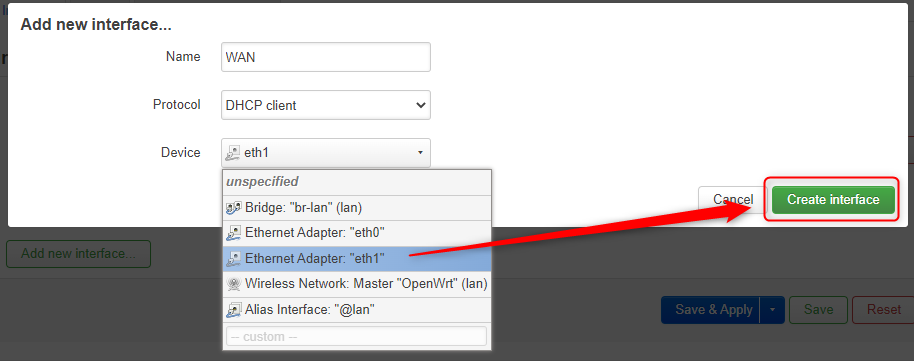 Add new interface...
Name
WAN
Protocol
DHCP client
Device
eth1
unspecified
Bridge: "br-lan" (lan)
Ethernet Adapter: "eth0"
Ethernet Adapter: "eth1"
Wireless Network: Master "OpenWrt" (lan)
Alias Interface: "@lan"
-- custom --
Cancel
Create interface
Add new interface...
Save & Apply
Save
Reset